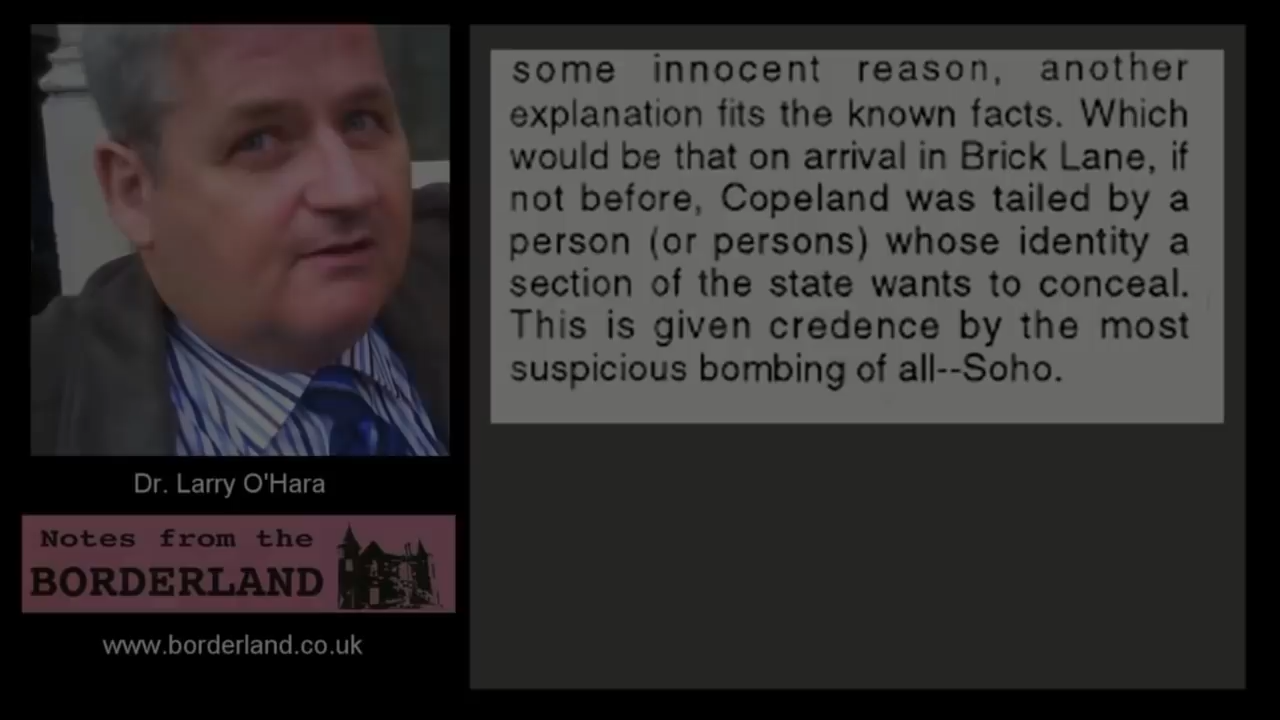 some innocent reason, another
explanation fits the known facts. Which
would be that on arrival in Brick Lane, if
not before, Copeland was tailed by a
person (or persons) whose identity a
section of the state wants to conceal.
This is given credence by the most
suspicious bombing of all--Soho.
Dr. Larry O'Hara
Notes from the
BORDERLAND
www.borderland.co.uk